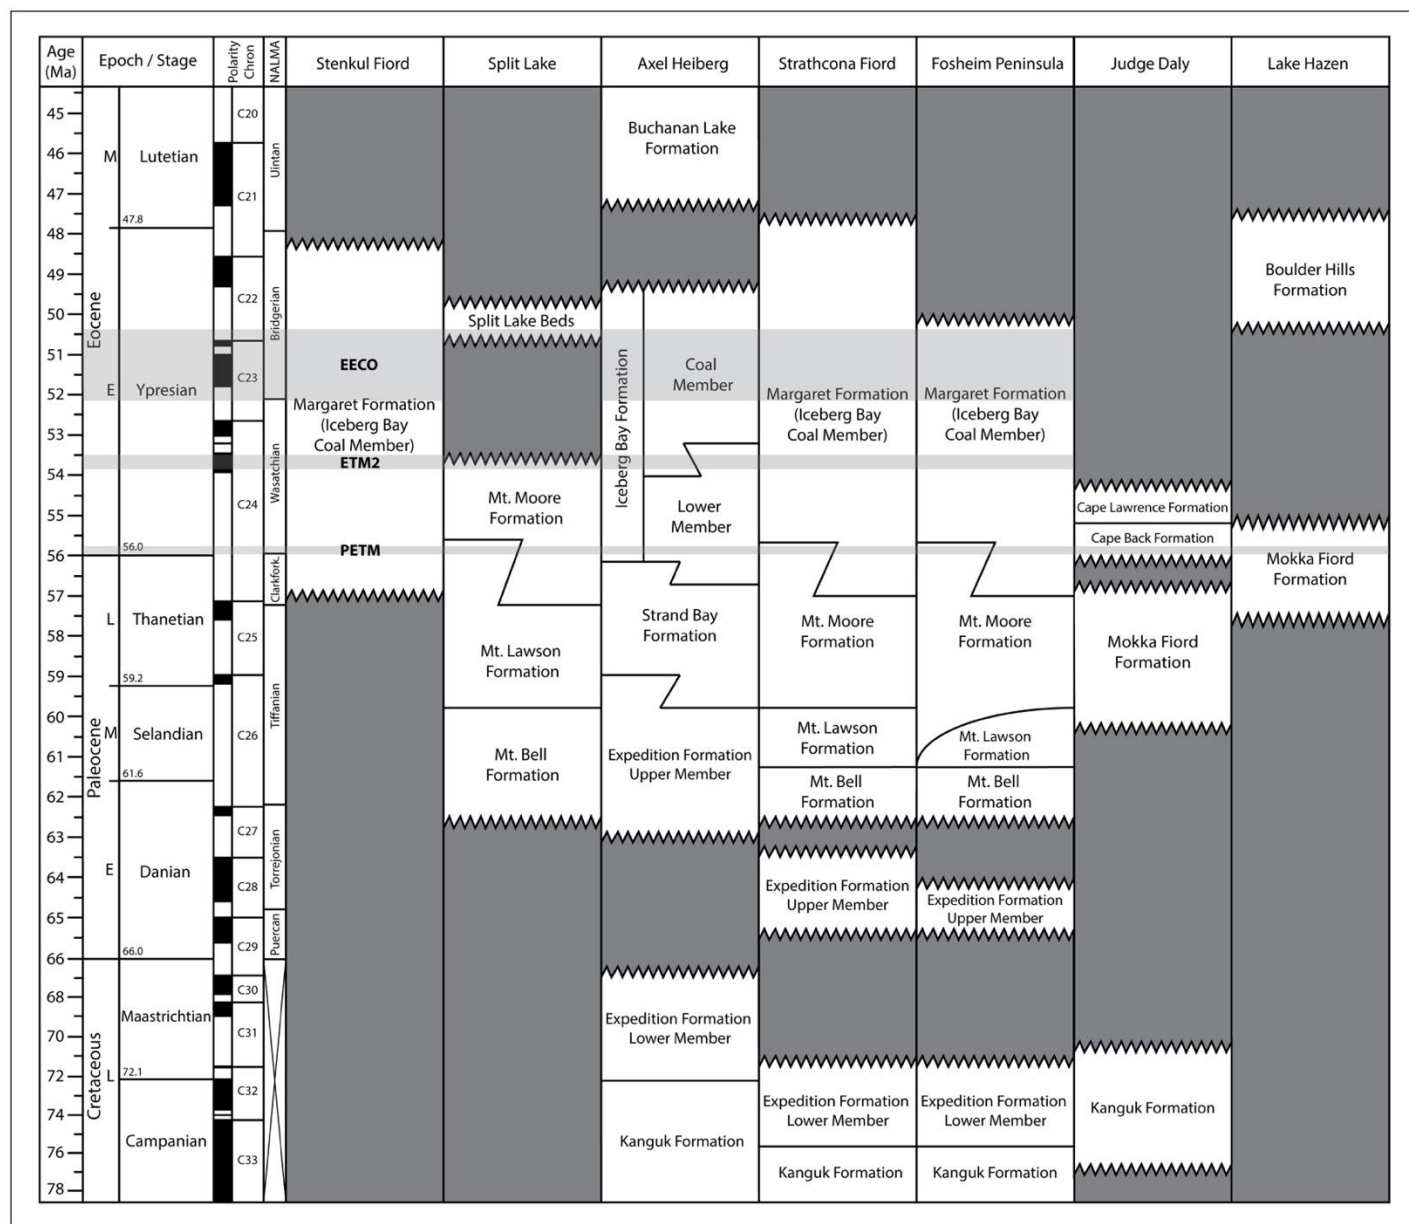 Age
(Ma)
Epoch / Stage
Polarity
Chron
NALMA
Stenkul Fiord
Split Lake
Axel Heiberg
Strathcona Fiord
Fosheim Peninsula
Judge Daly
Lake Hazen
45
46
47
48
49
50
51
52
53
54
55
56
57
58
59
60
61
62
63
64
65
66
68
70
72
74
76
78
Eocene
Paleocene
Cretaceous
M
E
L
M
E
L
Lutetian
47.8
Ypresian
56.0
Thanetian
59.2
Selandian
61.6
Danian
66.0
Maastrichtian
72.1
Campanian
C20
C21
C22
C23
C24
C25
C26
C27
C28
C29
C30
C31
C32
C33
Uintan
Bridgerian
Wasatchian
Clarkfork.
Tiffanian
Torrejonian
Puercan
EECO
Margaret Formation
(Iceberg Bay
Coal Member)
ETM2
PETM
Split Lake Beds
Mt. Moore
Formation
Mt. Lawson
Formation
Mt. Bell
Formation
Buchanan Lake
Formation
Iceberg Bay Formation
Coal
Member
Lower
Member
Strand Bay
Formation
Expedition Formation
Upper Member
Expedition Formation
Lower Member
Kanguk Formation
Margaret Formation
(Iceberg Bay
Coal Member)
Mt. Moore
Formation
Mt. Lawson
Formation
Mt. Bell
Formation
Expedition Formation
Upper Member
Expedition Formation
Lower Member
Kanguk Formation
Margaret Formation
(Iceberg Bay
Coal Member)
Mt. Moore
Formation
Mt. Lawson
Formation
Mt. Bell
Formation
Expedition Formation
Upper Member
Expedition Formation
Lower Member
Kanguk Formation
Cape Lawrence Formation
Cape Back Formation
Mokka Fiord
Formation
Kanguk Formation
Boulder Hills
Formation
Mokka Fiord
Formation